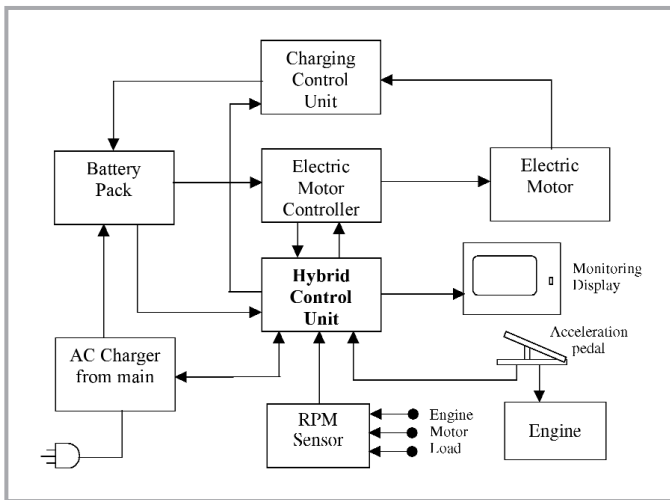 Charging
Control
Unit
Battery
Pack
Electric
Motor
Controller
Electric
Motor
Hybrid
Control
Unit
Monitoring
Display
AC Charger
from main
Acceleration
pedal
RPM
Sensor
Engine
Motor
Load
Engine